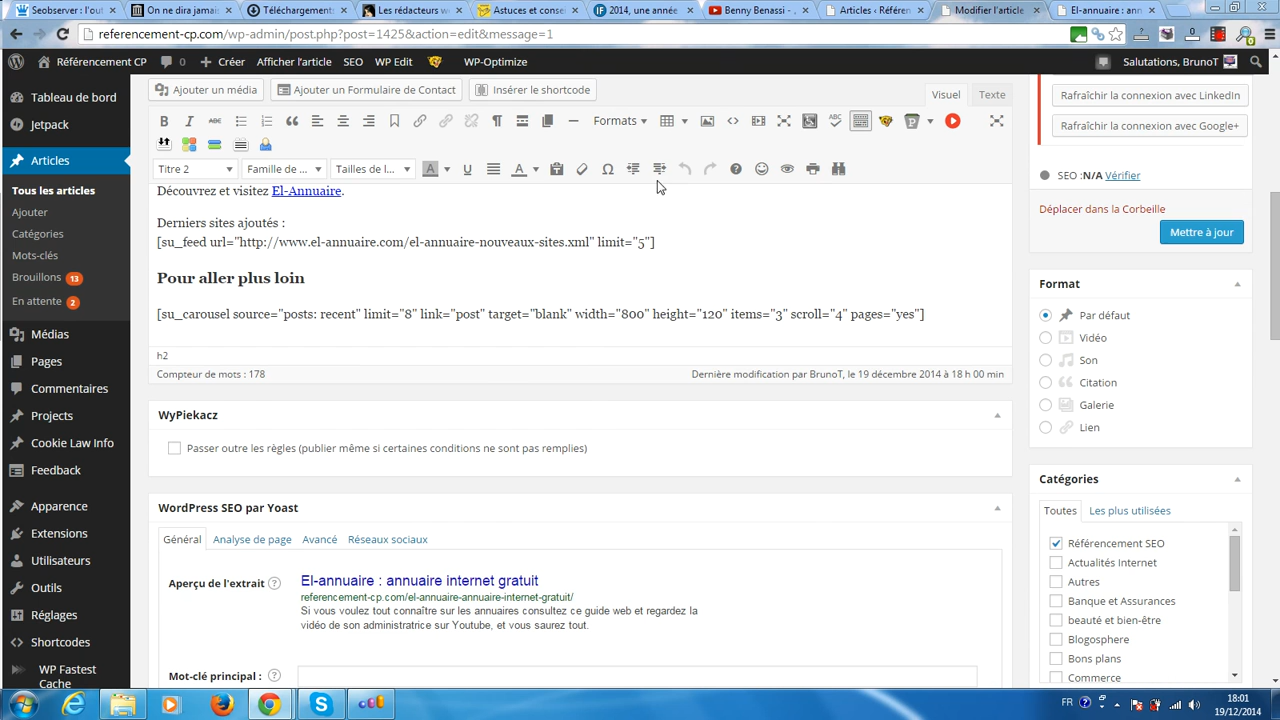 Seobserver : l'out
On ne dira jamais
Téléchargements
Les rédacteurs w
Astuces et consei
2014, une année
Benny Benassi - 
Articles ‹ Référen
Modifier l'article
El-annuaire : ann
referencement-cp.com/wp-admin/post.php?post=1425&action=edit&message=1
Référencement CP 0 Créer Afficher l'article SEO WP Edit WP-Optimize Salutations, BrunoT
Tableau de bord
Jetpack
Articles
Tous les articles
Ajouter
Catégories
Mots-clés
Brouillons 13
En attente 2
Médias
Pages
Commentaires
Projects
Cookie Law Info
Feedback
Apparence
Extensions
Utilisateurs
Outils
Réglages
Shortcodes
WP Fastest
Cache
Ajouter un média Ajouter un Formulaire de Contact Insérer le shortcode Visuel Texte
Formats
Titre 2 Famille de ... Tailles de l...
Découvrez et visitez El-Annuaire.
Derniers sites ajoutés :
[su_feed url="http://www.el-annuaire.com/el-annuaire-nouveaux-sites.xml" limit="5"]
Pour aller plus loin
[su_carousel source="posts: recent" limit="8" link="post" target="blank" width="800" height="120" items="3" scroll="4" pages="yes"]
h2
Compteur de mots : 178 Dernière modification par BrunoT, le 19 décembre 2014 à 18 h 00 min
WyPiekacz
Passer outre les règles (publier même si certaines conditions ne sont pas remplies)
WordPress SEO par Yoast
Général Analyse de page Avancé Réseaux sociaux
Aperçu de l'extrait
El-annuaire : annuaire internet gratuit
referencement-cp.com/el-annuaire-annuaire-internet-gratuit/
Si vous voulez tout connaître sur les annuaires consultez ce guide web et regardez la
vidéo de son administratrice sur Youtube, et vous saurez tout.
Mot-clé principal :
Rafraîchir la connexion avec LinkedIn
Rafraîchir la connexion avec Google+
SEO :N/A Vérifier
Déplacer dans la Corbeille
Mettre à jour
Format
Par défaut
Vidéo
Son
Citation
Galerie
Lien
Catégories
Toutes Les plus utilisées
Référencement SEO
Actualités Internet
Autres
Banque et Assurances
beauté et bien-être
Blogosphere
Bons plans
Commerce
FR
18:01
19/12/2014